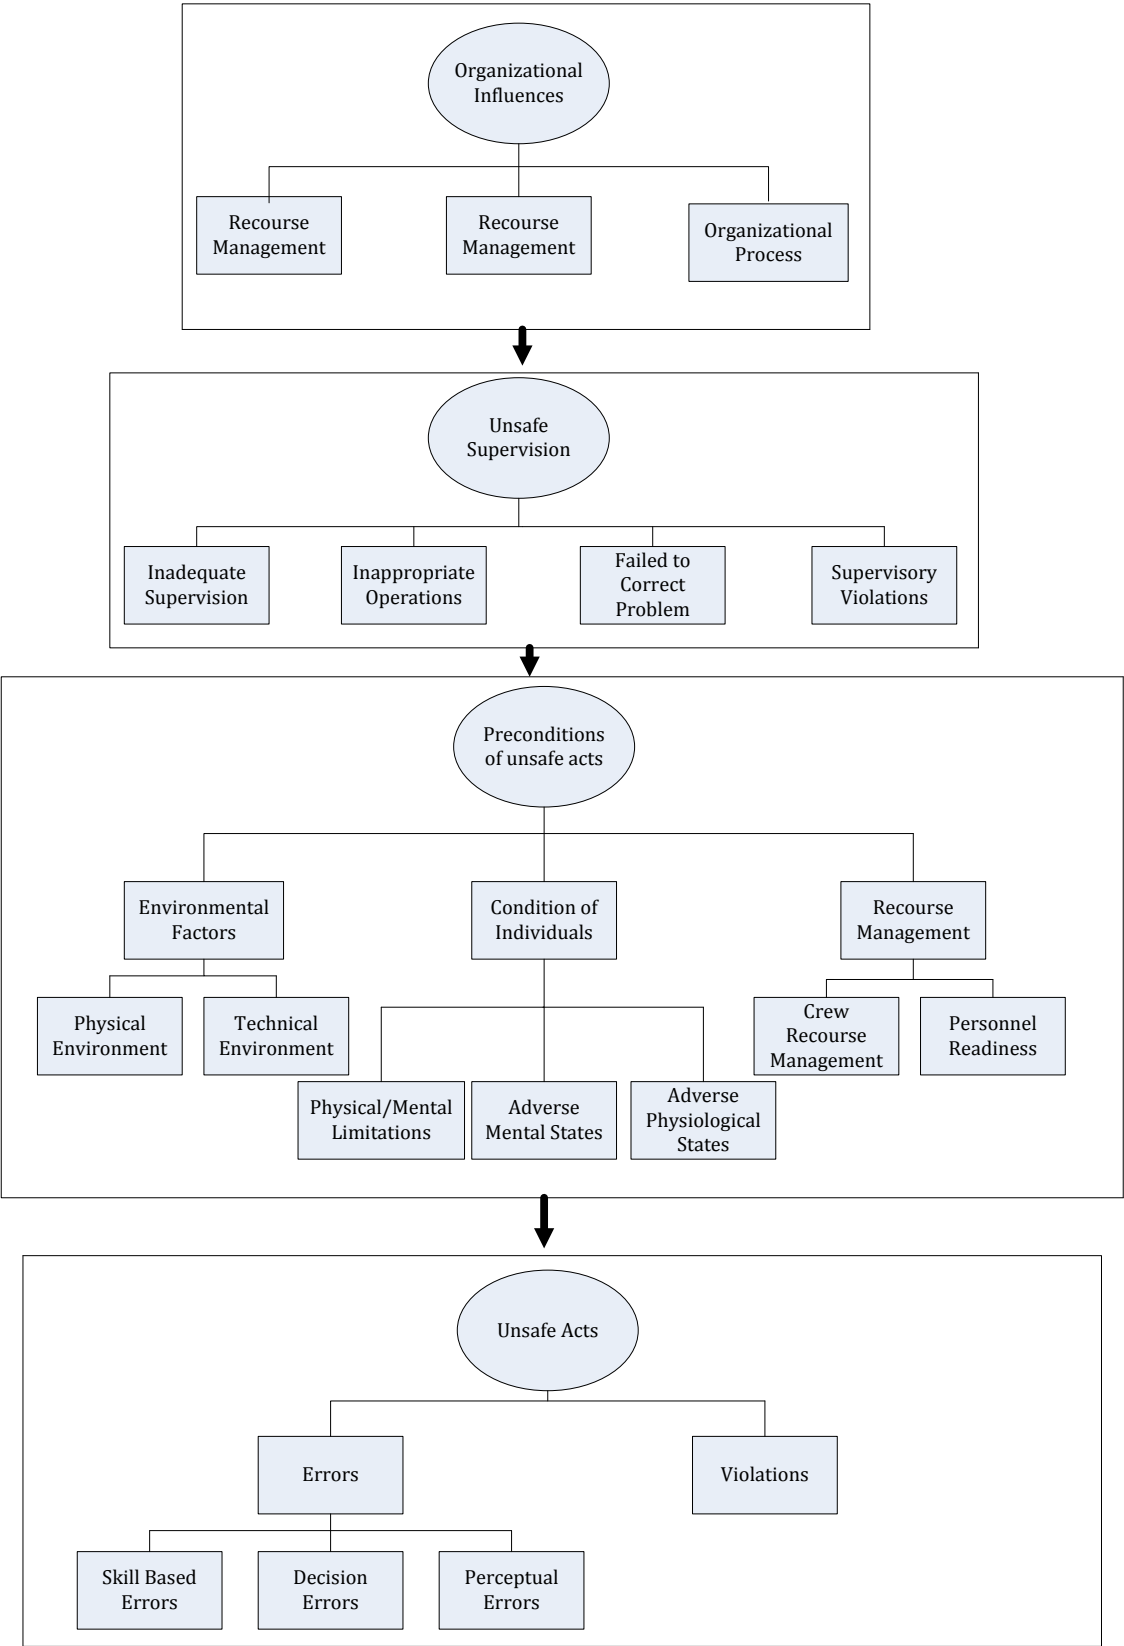 Organizational
Influences
Recourse
Management
Recourse
Management
Organizational
Process
Unsafe
Supervision
Inadequate
Supervision
Inappropriate
Operations
Failed to
Correct
Problem
Supervisory
Violations
Preconditions
of unsafe acts
Environmental
Factors
Condition of
Individuals
Recourse
Management
Physical
Environment
Technical
Environment
Crew
Recourse
Management
Personnel
Readiness
Physical/Mental
Limitations
Adverse
Mental States
Adverse
Physiological
States
Unsafe Acts
Errors
Violations
Skill Based
Errors
Decision
Errors
Perceptual
Errors